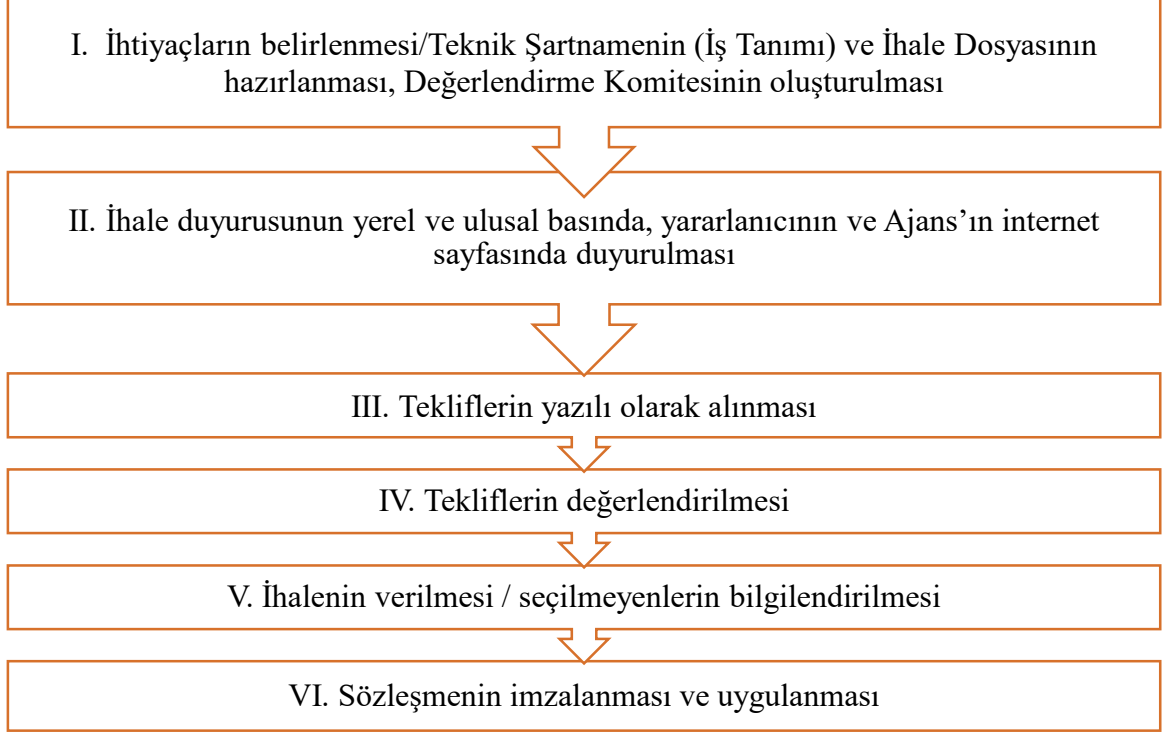 I. İhtiyaçların belirlenmesi/Teknik Şartnamenin (İş Tanımı) ve İhale Dosyasının
hazırlanması, Değerlendirme Komitesinin oluşturulması
II. İhale duyurusunun yerel ve ulusal basında, yararlanıcının ve Ajans’ın internet
sayfasında duyurulması
III. Tekliflerin yazılı olarak alınması
IV. Tekliflerin değerlendirilmesi
V. İhalenin verilmesi / seçilmeyenlerin bilgilendirilmesi
VI. Sözleşmenin imzalanması ve uygulanması